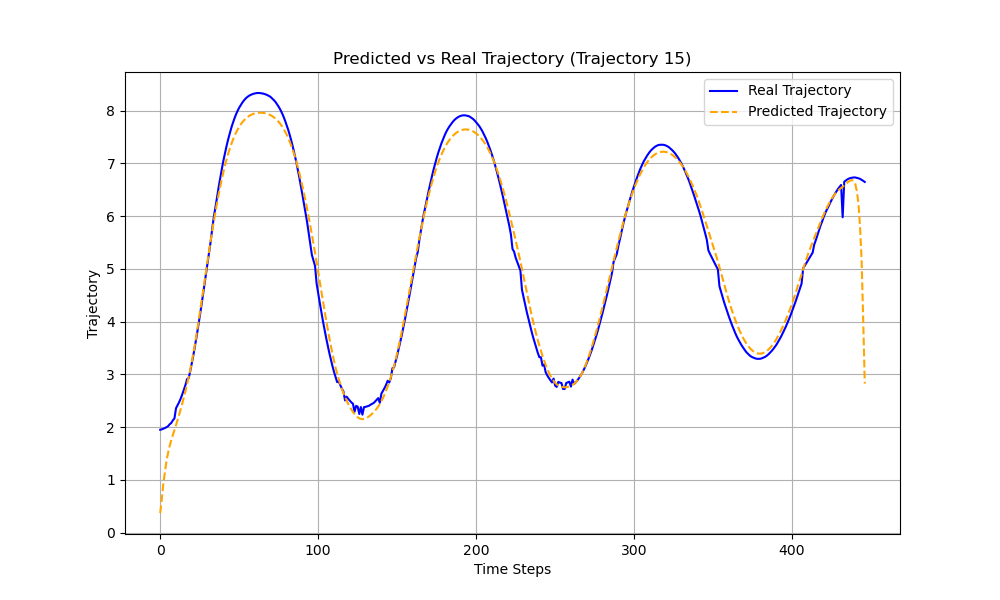 Predicted vs Real Trajectory (Trajectory 15)
Real Trajectory
Predicted Trajectory
8
7
6
5
4
3
2
1
0
Trajectory
0 100 200 300 400
Time Steps